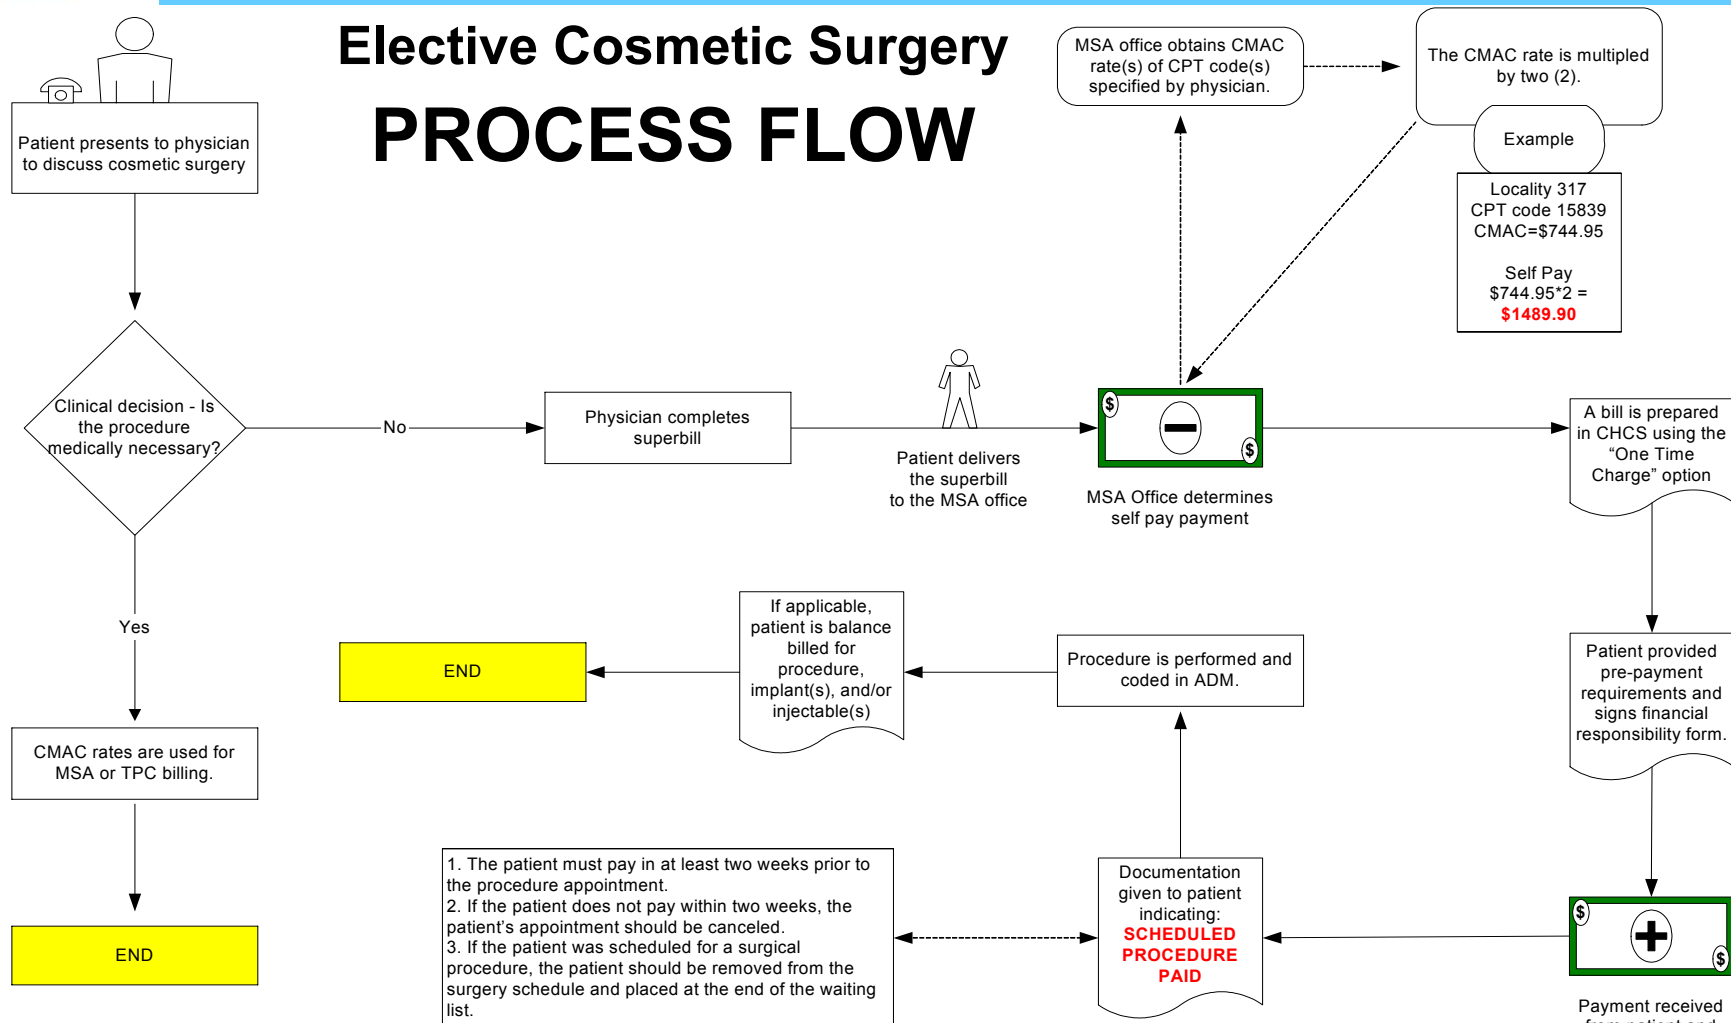 Elective Cosmetic Surgery
PROCESS FLOW
Patient presents to physician
to discuss cosmetic surgery
MSA office obtains CMAC
rate(s) of CPT code(s)
specified by physician.
The CMAC rate is multipled
by two (2).
Example
Locality 317
CPT code 15839
CMAC=$744.95
Self Pay
$744.95*2 =
$1489.90
Clinical decision - Is
the procedure
medically necessary?
No
Physician completes
superbill
Patient delivers
the superbill
to the MSA office
$
$
MSA Office determines
self pay payment
A bill is prepared
in CHCS using the
“One Time
Charge” option
Yes
END
If applicable,
patient is balance
billed for
procedure,
implant(s), and/or
injectable(s)
Procedure is performed and
coded in ADM.
Patient provided
pre-payment
requirements and
signs financial
responsibility form.
CMAC rates are used for
MSA or TPC billing.
END
1. The patient must pay in at least two weeks prior to
the procedure appointment.
2. If the patient does not pay within two weeks, the
patient’s appointment should be canceled.
3. If the patient was scheduled for a surgical
procedure, the patient should be removed from the
surgery schedule and placed at the end of the waiting
list.
Documentation
given to patient
indicating:
SCHEDULED
PROCEDURE
PAID
$
$
Payment received
from patient and